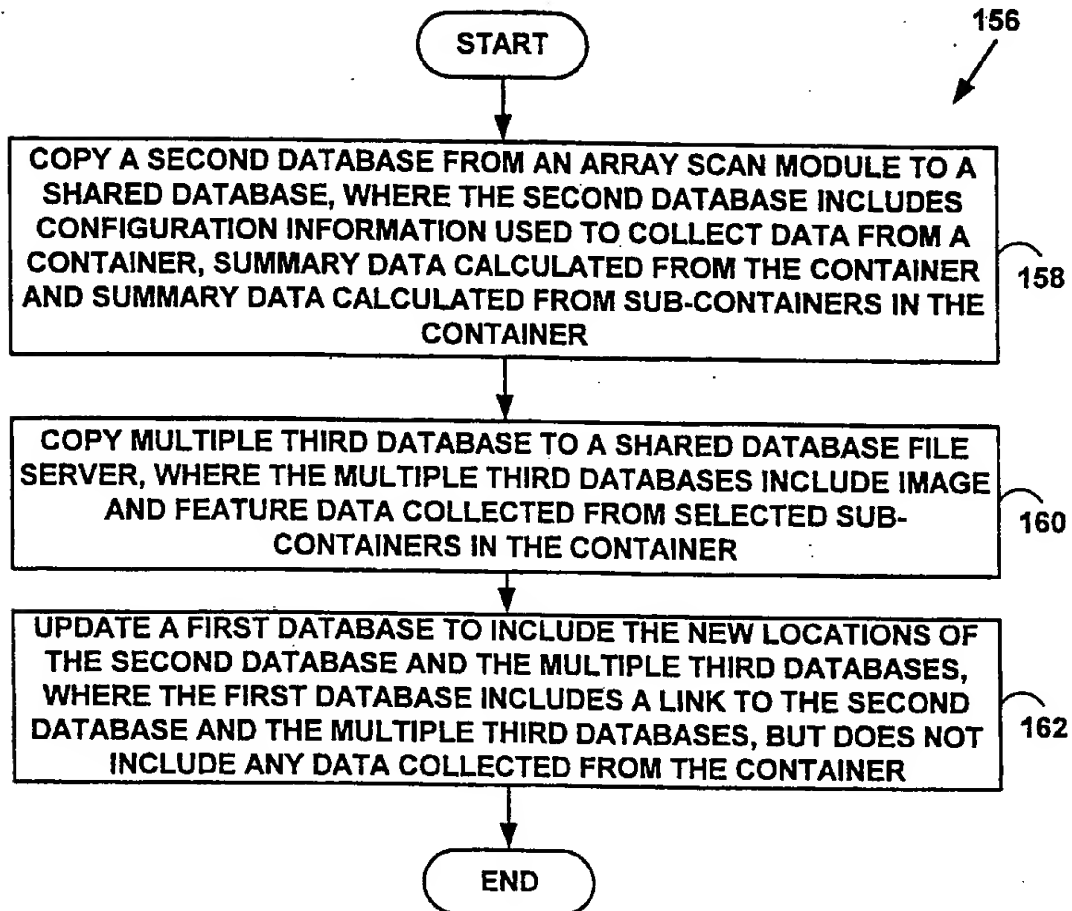 156
START
COPY A SECOND DATABASE FROM AN ARRAY SCAN MODULE TO A
SHARED DATABASE, WHERE THE SECOND DATABASE INCLUDES
CONFIGURATION INFORMATION USED TO COLLECT DATA FROM A
CONTAINER, SUMMARY DATA CALCULATED FROM THE CONTAINER
AND SUMMARY DATA CALCULATED FROM SUB-CONTAINERS IN THE
CONTAINER
158
COPY MULTIPLE THIRD DATABASE TO A SHARED DATABASE FILE
SERVER, WHERE THE MULTIPLE THIRD DATABASES INCLUDE IMAGE
AND FEATURE DATA COLLECTED FROM SELECTED SUB-
CONTAINERS IN THE CONTAINER
160
UPDATE A FIRST DATABASE TO INCLUDE THE NEW LOCATIONS OF
THE SECOND DATABASE AND THE MULTIPLE THIRD DATABASES,
WHERE THE FIRST DATABASE INCLUDES A LINK TO THE SECOND
DATABASE AND THE MULTIPLE THIRD DATABASES, BUT DOES NOT
INCLUDE ANY DATA COLLECTED FROM THE CONTAINER
162
END